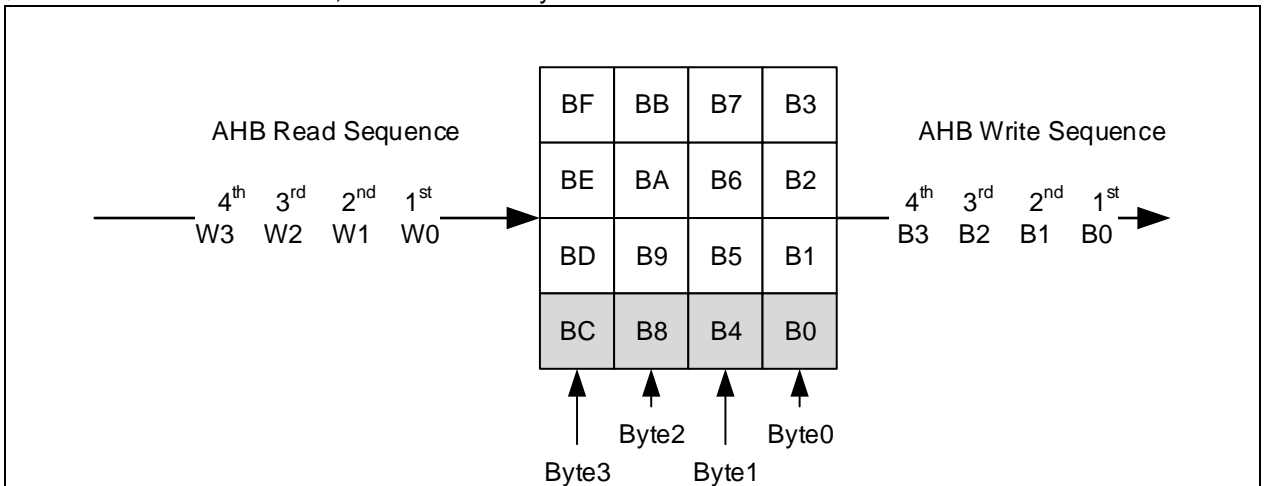 BF BB B7 B3
AHB Read Sequence
AHB Write Sequence
BE BA B6 B2
4th 3rd 2nd 1st
W3 W2 W1 W0
4th 3rd 2nd 1st
B3 B2 B1 B0
BD B9 B5 B1
BC B8 B4 B0
Byte2 Byte0
Byte3 Byte1